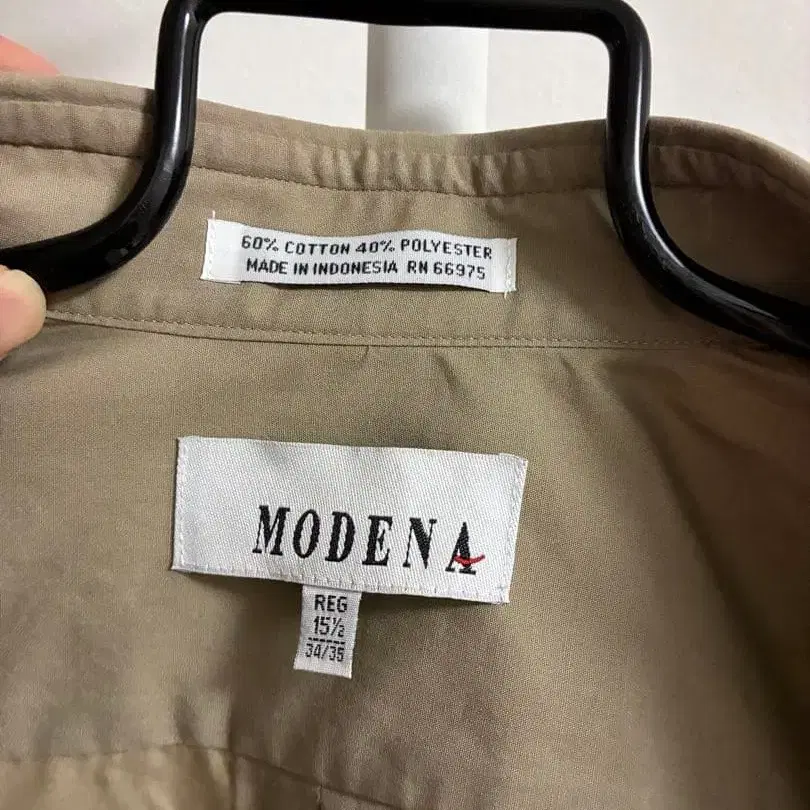 60% COTTON 40% POLYESTER
MADE IN INDONESIA RN 66975
MODENA
REG
15½
34/35